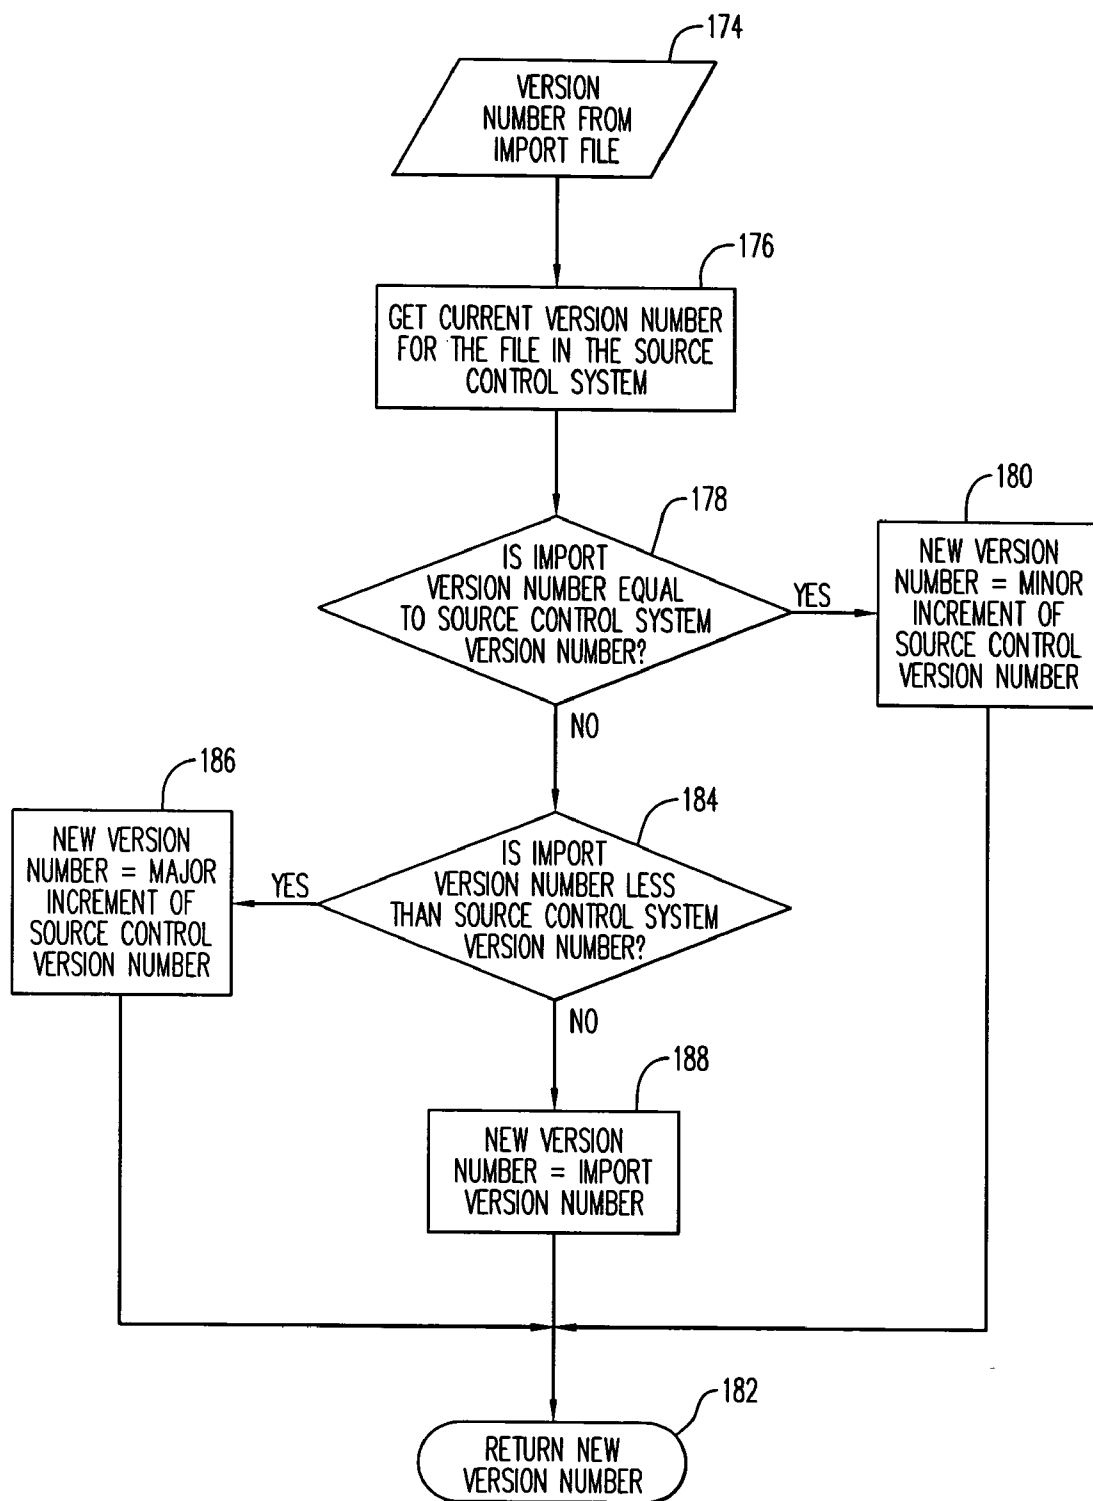 174
VERSION
NUMBER FROM
IMPORT FILE
176
GET CURRENT VERSION NUMBER
FOR THE FILE IN THE SOURCE
CONTROL SYSTEM
178
IS IMPORT
VERSION NUMBER EQUAL
TO SOURCE CONTROL SYSTEM
VERSION NUMBER?
YES
180
NEW VERSION
NUMBER = MINOR
INCREMENT OF
SOURCE CONTROL
VERSION NUMBER
NO
184
IS IMPORT
VERSION NUMBER LESS
THAN SOURCE CONTROL SYSTEM
VERSION NUMBER?
YES
186
NEW VERSION
NUMBER = MAJOR
INCREMENT OF
SOURCE CONTROL
VERSION NUMBER
NO
188
NEW VERSION
NUMBER = IMPORT
VERSION NUMBER
182
RETURN NEW
VERSION NUMBER